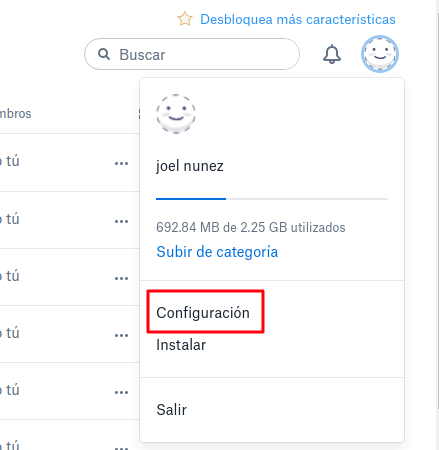 Desbloquea más características
Buscar
mbros
o tú
o tú
o tú
o tú
o tú
o tú
joel nunez
692.84 MB de 2.25 GB utilizados
Subir de categoría
Configuración
Instalar
Salir